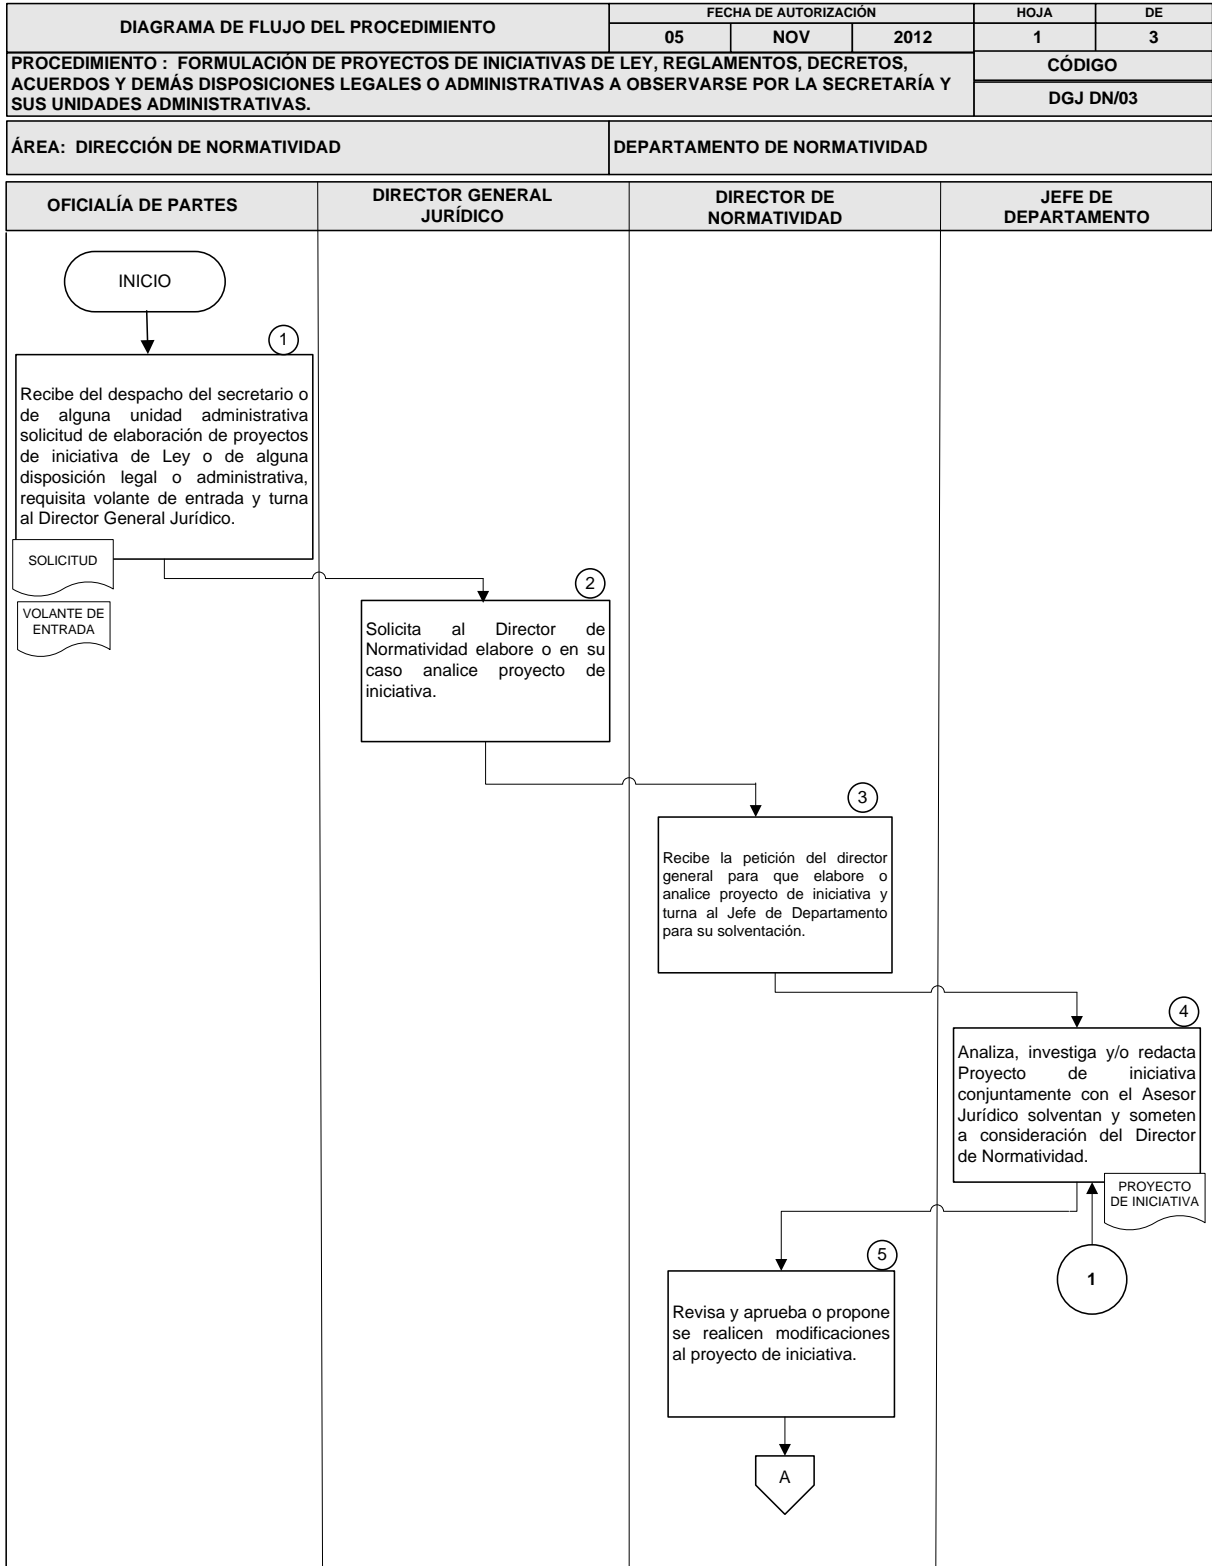 DIAGRAMA DE FLUJO DEL PROCEDIMIENTO
FECHA DE AUTORIZACIÓN
HOJA
DE
05
NOV
2012
1
3
PROCEDIMIENTO : FORMULACIÓN DE PROYECTOS DE INICIATIVAS DE LEY, REGLAMENTOS, DECRETOS,
ACUERDOS Y DEMÁS DISPOSICIONES LEGALES O ADMINISTRATIVAS A OBSERVARSE POR LA SECRETARÍA Y
SUS UNIDADES ADMINISTRATIVAS.
CÓDIGO
DGJ DN/03
ÁREA: DIRECCIÓN DE NORMATIVIDAD
DEPARTAMENTO DE NORMATIVIDAD
OFICIALÍA DE PARTES
DIRECTOR GENERAL
JURÍDICO
DIRECTOR DE
NORMATIVIDAD
JEFE DE
DEPARTAMENTO
INICIO
1
Recibe del despacho del secretario o
de alguna unidad administrativa
solicitud de elaboración de proyectos
de iniciativa de Ley o de alguna
disposición legal o administrativa,
requisita volante de entrada y turna
al Director General Jurídico.
SOLICITUD
VOLANTE DE
ENTRADA
2
Solicita al Director de
Normatividad elabore o en su
caso analice proyecto de
iniciativa.
3
Recibe la petición del director
general para que elabore o
analice proyecto de iniciativa y
turna al Jefe de Departamento
para su solventación.
4
Analiza, investiga y/o redacta
Proyecto de iniciativa
conjuntamente con el Asesor
Jurídico solventan y someten
a consideración del Director
de Normatividad.
PROYECTO
DE INICIATIVA
1
5
Revisa y aprueba o propone
se realicen modificaciones
al proyecto de iniciativa.
A